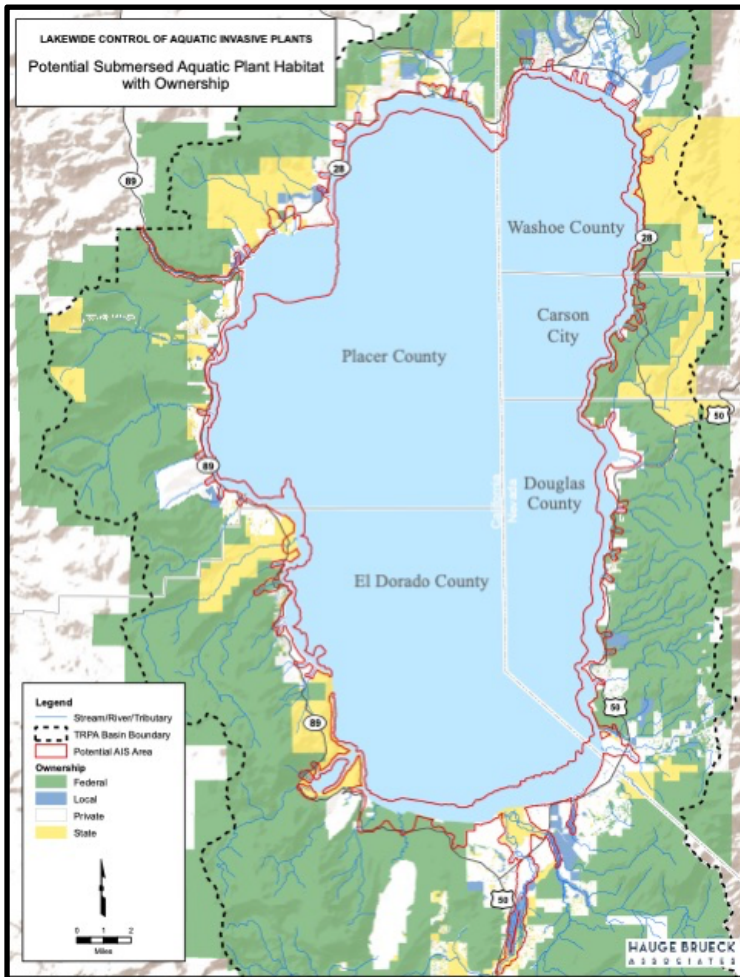 LAKEWIDE CONTROL OF AQUATIC INVASIVE PLANTS
Potential Submersed Aquatic Plant Habitat
with Ownership
89
28
Washoe County
28
Carson
City
Placer County
50
89
Douglas
County
California
Nevada
El Dorado County
50
89
50
Legend
Stream/River/Tributary
TRPA Basin Boundary
Potential AIS Area
Ownership
Federal
Local
Private
State
0 1 2
Miles
HAUGE BRUECK
ASSOCIATES